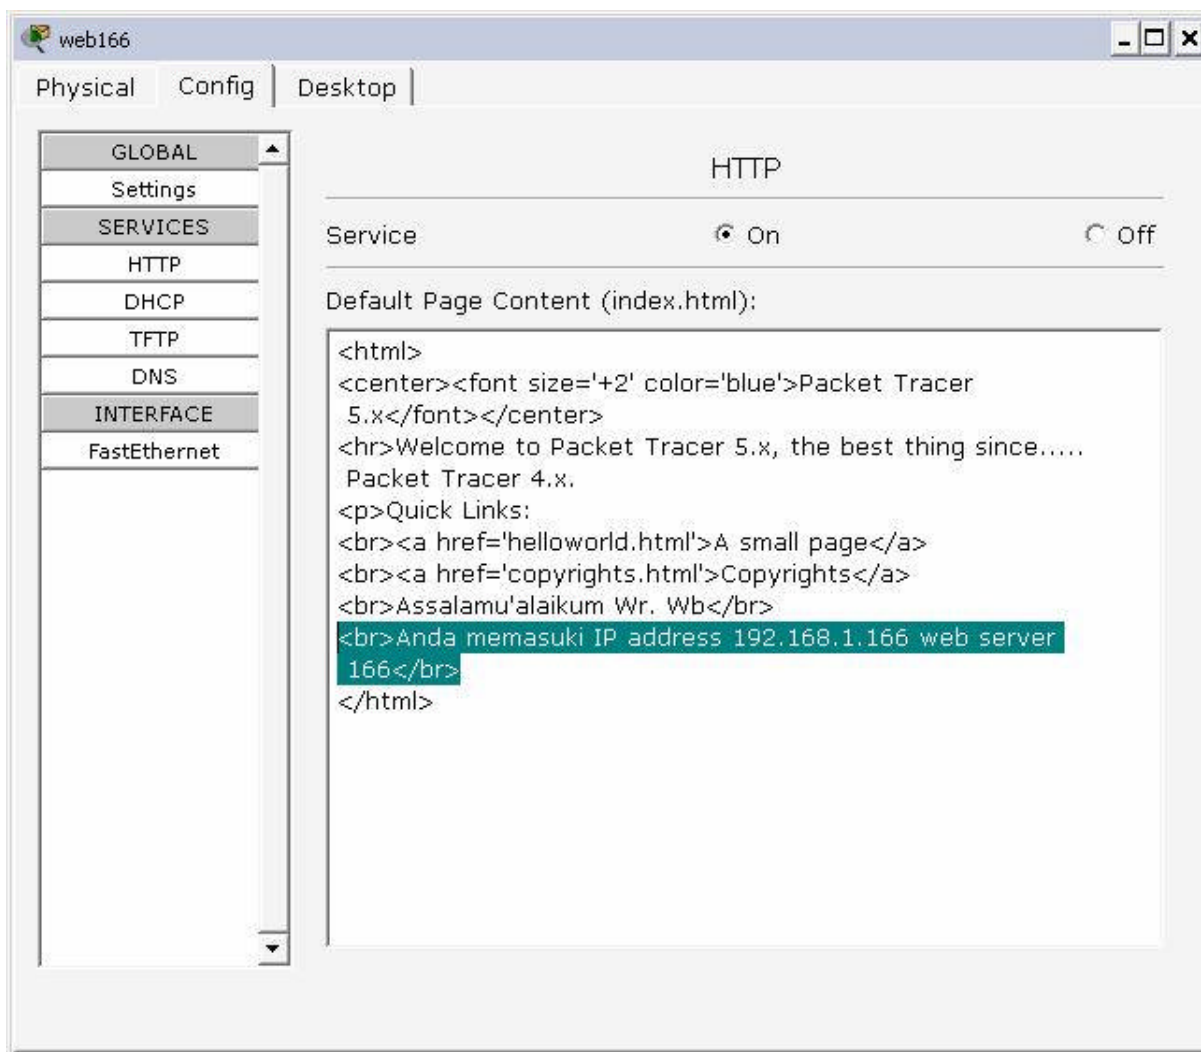 web166
Physical Config Desktop
GLOBAL
Settings
SERVICES
HTTP
DHCP
TFTP
DNS
INTERFACE
FastEthernet
HTTP
Service On Off
Default Page Content (index.html):
<html>
<center><font size='+2' color='blue'>Packet Tracer
5.x</font></center>
<hr>Welcome to Packet Tracer 5.x, the best thing since.....
Packet Tracer 4.x.
<p>Quick Links:
<br><a href='helloworld.html'>A small page</a>
<br><a href='copyrights.html'>Copyrights</a>
<br>Assalamu'alaikum Wr. Wb</br>
<br>Anda memasuki IP address 192.168.1.166 web server
166</br>
</html>